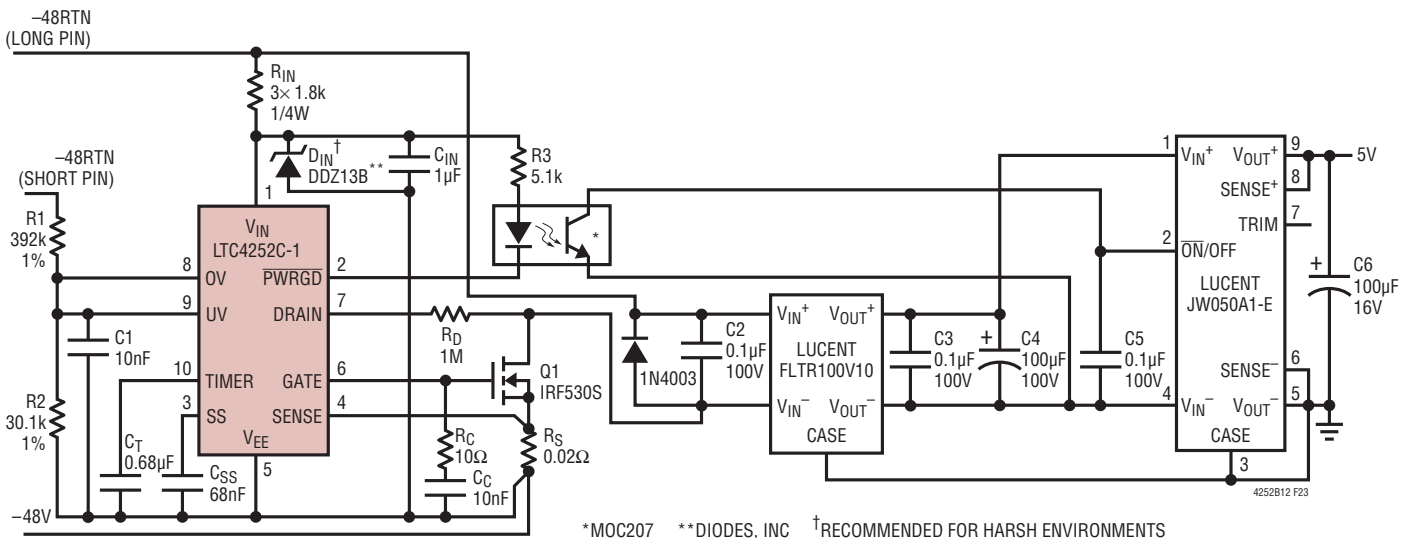 –48RTN
(LONG PIN)
RIN
3× 1.8k
1/4W
–48RTN
(SHORT PIN)
DIN†
DDZ13B**
CIN
1µF
R3
5.1k
R1
392k
1%
1
VIN
LTC4252C-1
8
OV
9
UV
10
TIMER
3
SS
VEE
5
PWRGD
2
DRAIN
7
GATE
6
SENSE
4
C1
10nF
R2
30.1k
1%
CT
0.68µF
CSS
68nF
–48V
RD
1M
Q1
IRF530S
RC
10Ω
CC
10nF
RS
0.02Ω
*
1N4003
C2
0.1µF
100V
VIN+
VOUT+
LUCENT
FLTR100V10
VIN–
VOUT–
CASE
C3
0.1µF
100V
+
C4
100µF
100V
C5
0.1µF
100V
1
VIN+
VOUT+
9
5V
SENSE+
8
TRIM
7
2
ON/OFF
LUCENT
JW050A1-E
SENSE–
6
4
VIN–
VOUT–
5
CASE
3
+
C6
100µF
16V
4252B12 F23
*MOC207 **DIODES, INC †RECOMMENDED FOR HARSH ENVIRONMENTS